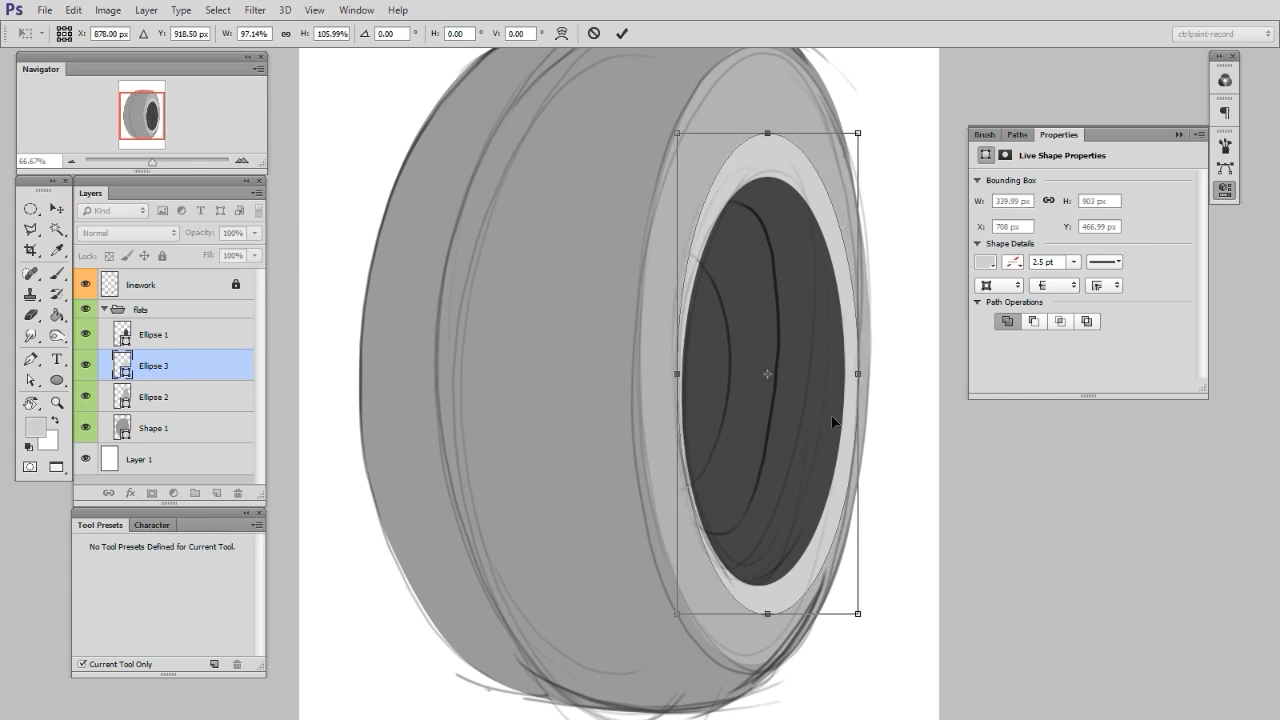 Ps File Edit Image Layer Type Select Filter 3D View Window Help
X: 878.00 px Y: 918.50 px W: 97.14% H: 105.99% 0.00 ° H: 0.00 ° V: 0.00 ° ctrlpaint-record
Navigator
66.67%
Layers
Kind
Normal Opacity: 100%
Lock: Fill: 100%
linework
flats
Ellipse 1
Ellipse 3
Ellipse 2
Shape 1
Layer 1
fx
Tool Presets Character
No Tool Presets Defined for Current Tool.
Current Tool Only
Brush Paths Properties
Live Shape Properties
Bounding Box
W: 339.99 px H: 903 px
X: 708 px Y: 466.99 px
Shape Details
2.5 pt
Path Operations